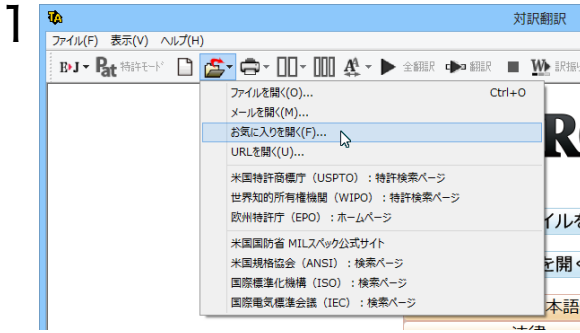 1
対訳翻訳
ファイル(F) 表示(V) ヘルプ(H)
E▸J Pat 特許モード 全翻訳 翻訳
ファイルを開く(O)... Ctrl+O
メールを開く(M)...
お気に入りを開く(F)...
URLを開く(U)...
米国特許商標庁（USPTO）：特許検索ページ
世界知的所有権機関（WIPO）：特許検索ページ
欧州特許庁（EPO）：ホームページ
米国国防省 MILスペック公式サイト
米国規格協会（ANSI）：検索ページ
国際標準化機構（ISO）：検索ページ
国際電気標準会議（IEC）：検索ページ
イルを
を開く
本語